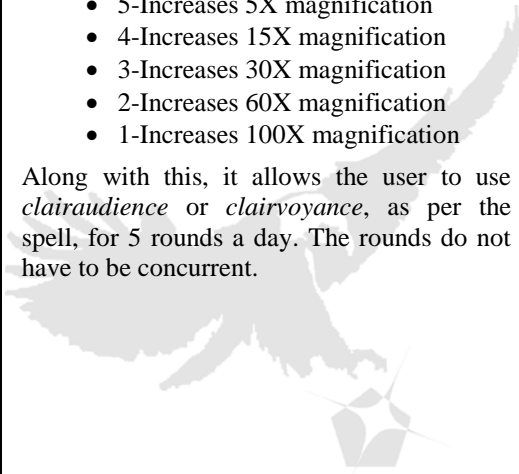 • 5-Increases 5X magnification
• 4-Increases 15X magnification
• 3-Increases 30X magnification
• 2-Increases 60X magnification
• 1-Increases 100X magnification
Along with this, it allows the user to use
clairaudience or clairvoyance, as per the
spell, for 5 rounds a day. The rounds do not
have to be concurrent.